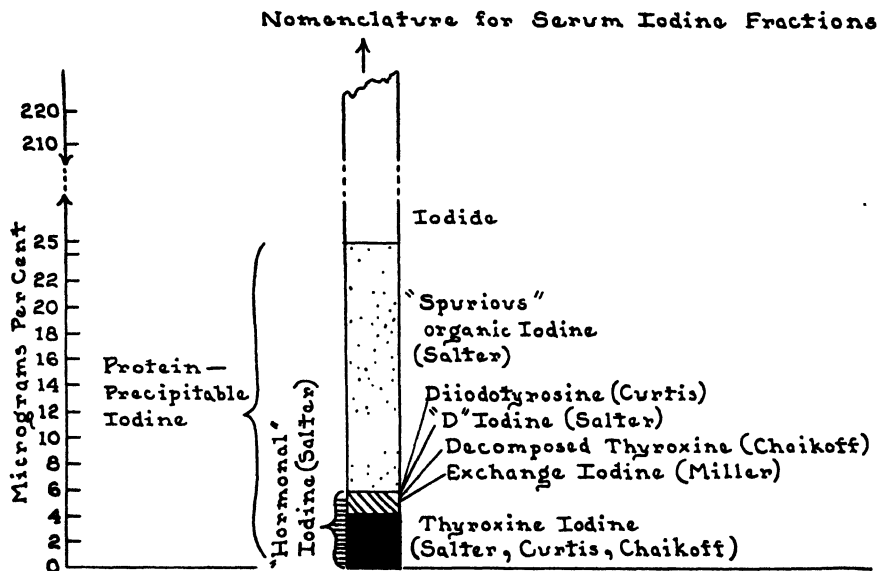 Nomenclature for Serum Iodine Fractions
220
210
25
22
20
18
16
14
12
10
8
6
4
2
0
Micrograms Per Cent
Protein—
Precipitable
Iodine
"Hormonal"
Iodine (Salter)
Iodide
"Spurious"
organic Iodine
(Salter)
Diiodotyrosine (Curtis)
"D" Iodine (Salter)
Decomposed Thyroxine (Chaikoff)
Exchange Iodine (Miller)
Thyroxine Iodine
(Salter, Curtis, Chaikoff)